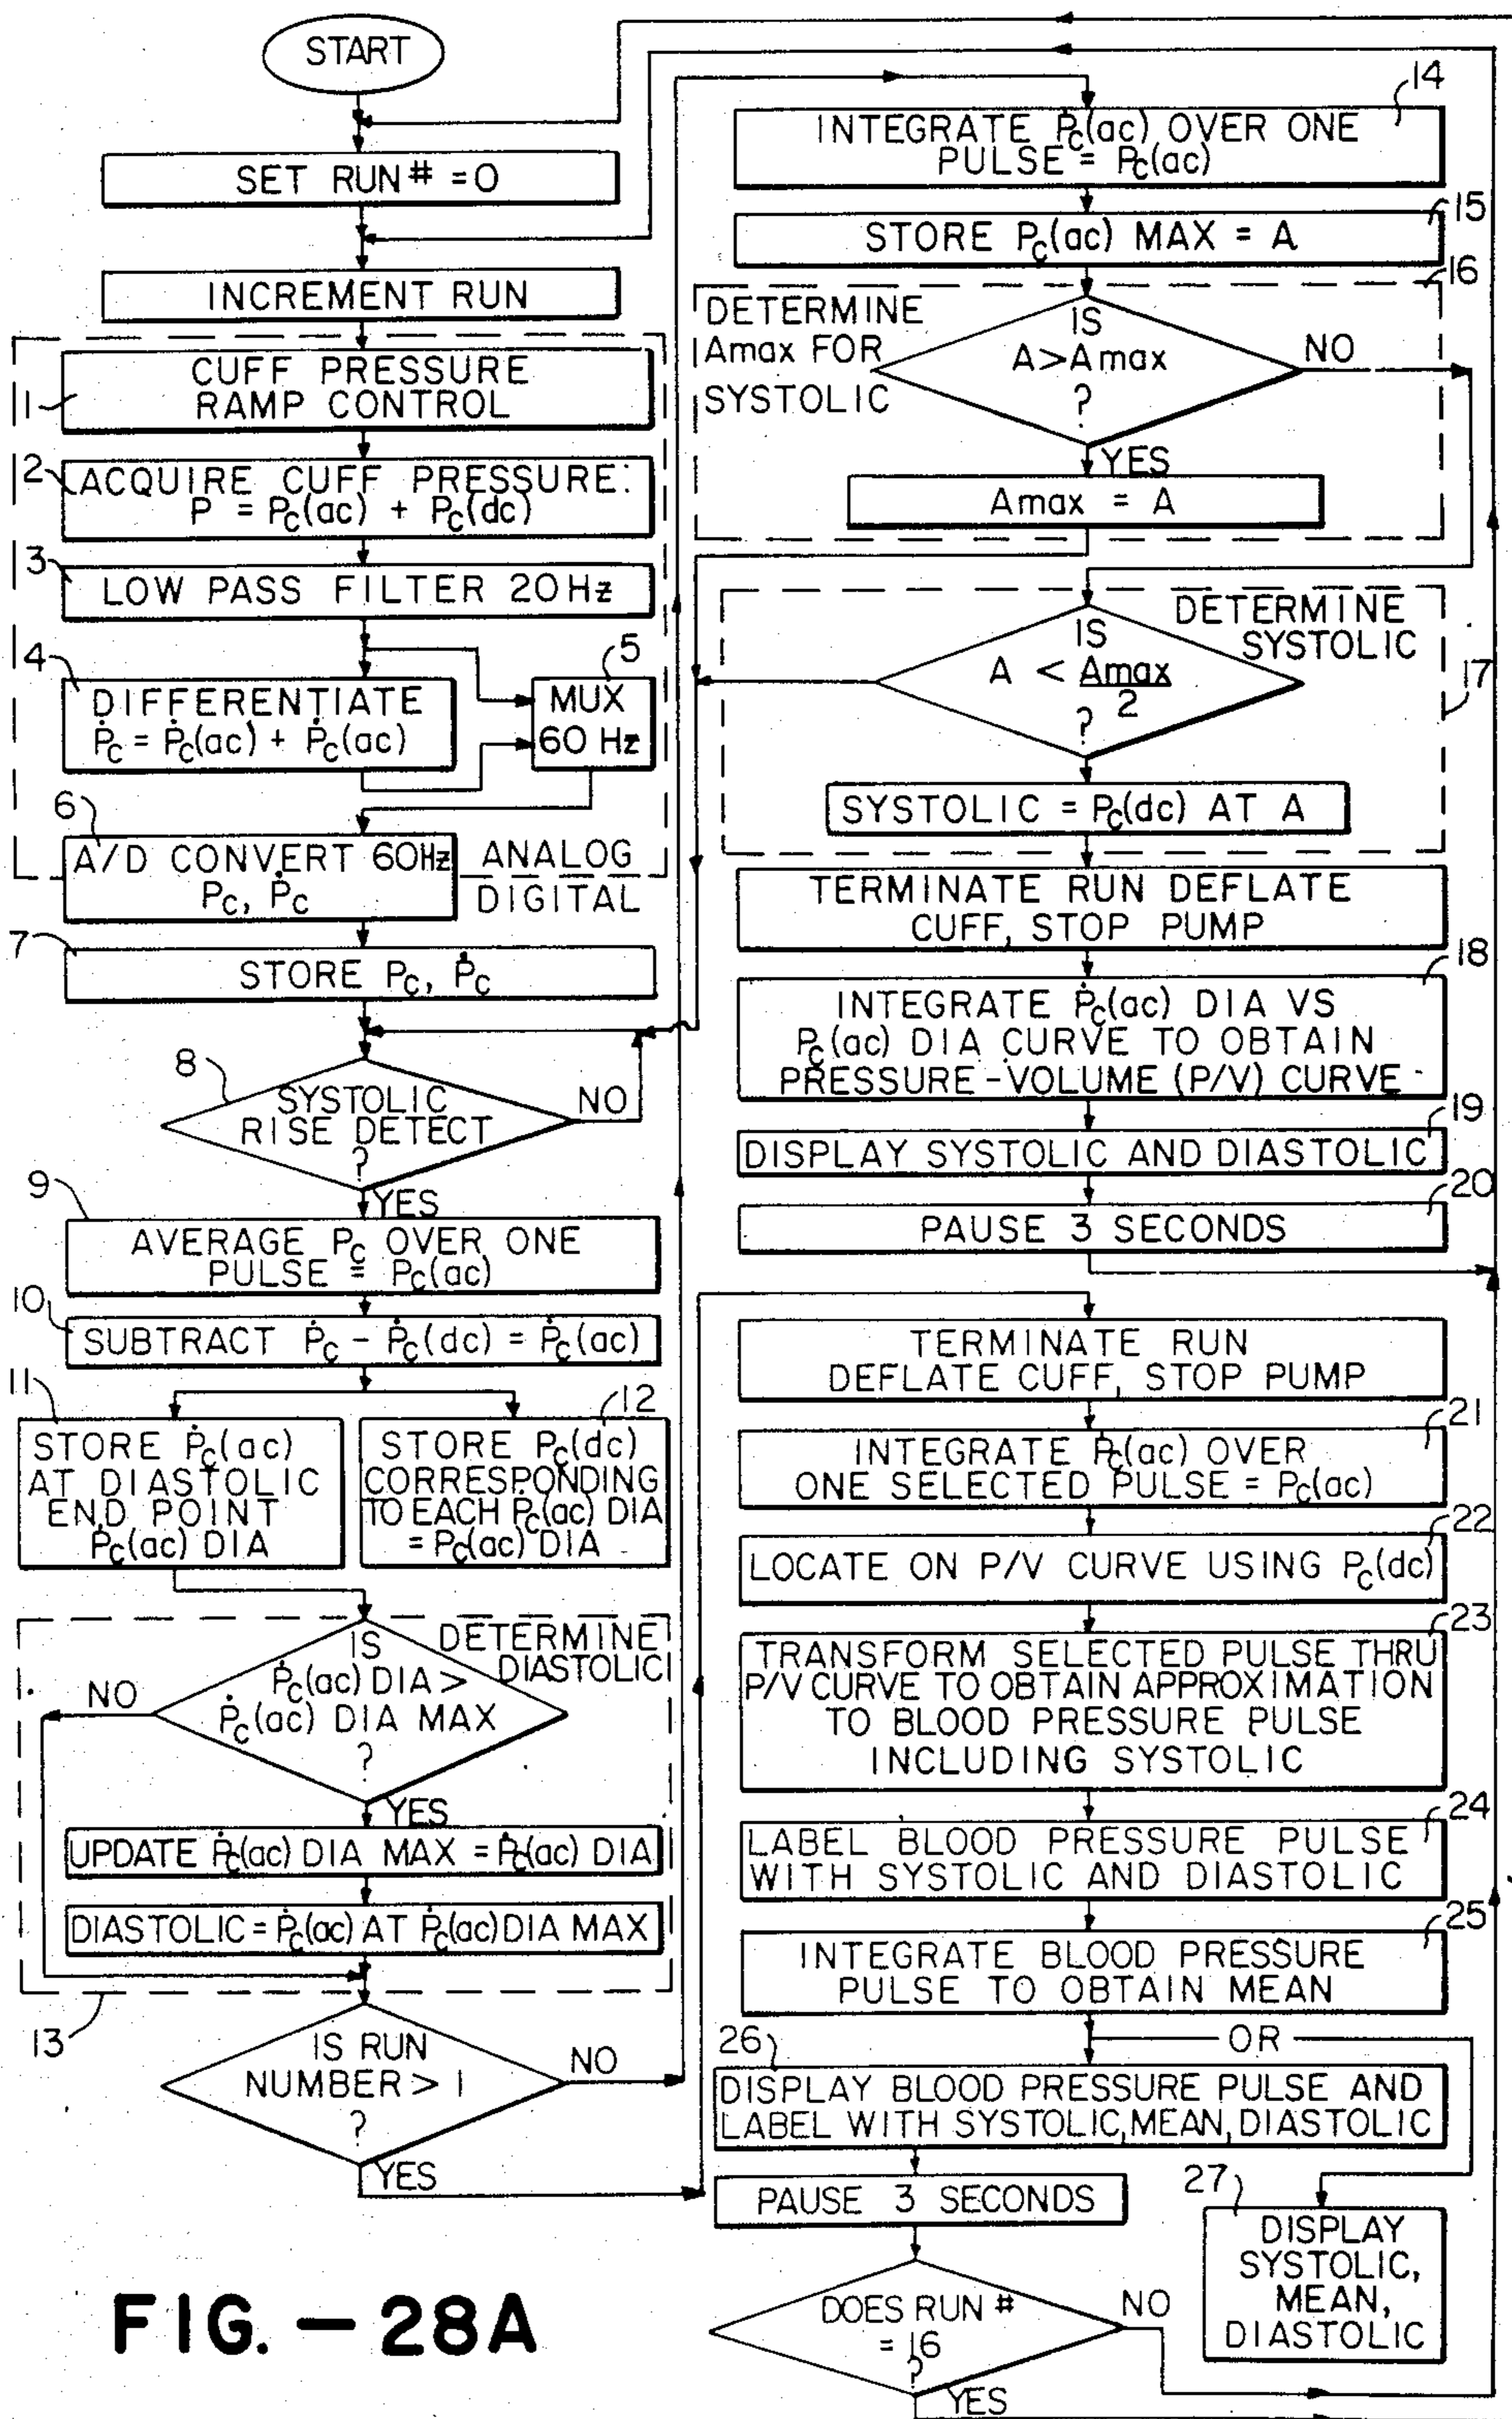 START
SET RUN # = 0
INCREMENT RUN
1
CUFF PRESSURE
RAMP CONTROL
2
ACQUIRE CUFF PRESSURE:
P = Pc(ac) + Pc(dc)
3
LOW PASS FILTER 20 Hz
4
DIFFERENTIATE
Ṗc = Ṗc(ac) + Ṗc(ac)
5
MUX
60 Hz
6
A/D CONVERT 60Hz
Pc, Ṗc
ANALOG
DIGITAL
7
STORE Pc, Ṗc
8
SYSTOLIC
RISE DETECT
?
NO
YES
9
AVERAGE Pc OVER ONE
PULSE = Pc(ac)
10
SUBTRACT Ṗc - Ṗc(dc) = Ṗc(ac)
11
STORE Ṗc(ac)
AT DIASTOLIC
END POINT
Ṗc(ac) DIA
12
STORE Pc(dc)
CORRESPONDING
TO EACH Ṗc(ac) DIA
= Pc(ac) DIA
DETERMINE
DIASTOLIC
IS
Ṗc(ac) DIA >
Ṗc(ac) DIA MAX
?
NO
YES
UPDATE Ṗc(ac) DIA MAX = Ṗc(ac) DIA
DIASTOLIC = Ṗc(ac) AT Ṗc(ac) DIA MAX
13
IS RUN
NUMBER > 1
?
NO
YES
14
INTEGRATE Ṗc(ac) OVER ONE
PULSE = Pc(ac)
15
STORE Pc(ac) MAX = A
16
DETERMINE
Amax FOR
SYSTOLIC
IS
A > Amax
?
NO
YES
Amax = A
DETERMINE
SYSTOLIC
17
IS
A < Amax
2
?
SYSTOLIC = Pc(dc) AT A
TERMINATE RUN DEFLATE
CUFF, STOP PUMP
18
INTEGRATE Ṗc(ac) DIA VS
Pc(ac) DIA CURVE TO OBTAIN
PRESSURE-VOLUME (P/V) CURVE
19
DISPLAY SYSTOLIC AND DIASTOLIC
20
PAUSE 3 SECONDS
TERMINATE RUN
DEFLATE CUFF, STOP PUMP
21
INTEGRATE Ṗc(ac) OVER
ONE SELECTED PULSE = Pc(ac)
22
LOCATE ON P/V CURVE USING Pc(dc)
23
TRANSFORM SELECTED PULSE THRU
P/V CURVE TO OBTAIN APPROXIMATION
TO BLOOD PRESSURE PULSE
INCLUDING SYSTOLIC
24
LABEL BLOOD PRESSURE PULSE
WITH SYSTOLIC AND DIASTOLIC
25
INTEGRATE BLOOD PRESSURE
PULSE TO OBTAIN MEAN
OR
26
DISPLAY BLOOD PRESSURE PULSE AND
LABEL WITH SYSTOLIC, MEAN, DIASTOLIC
PAUSE 3 SECONDS
27
DISPLAY
SYSTOLIC,
MEAN,
DIASTOLIC
DOES RUN #
= 16
?
NO
YES
FIG. - 28A